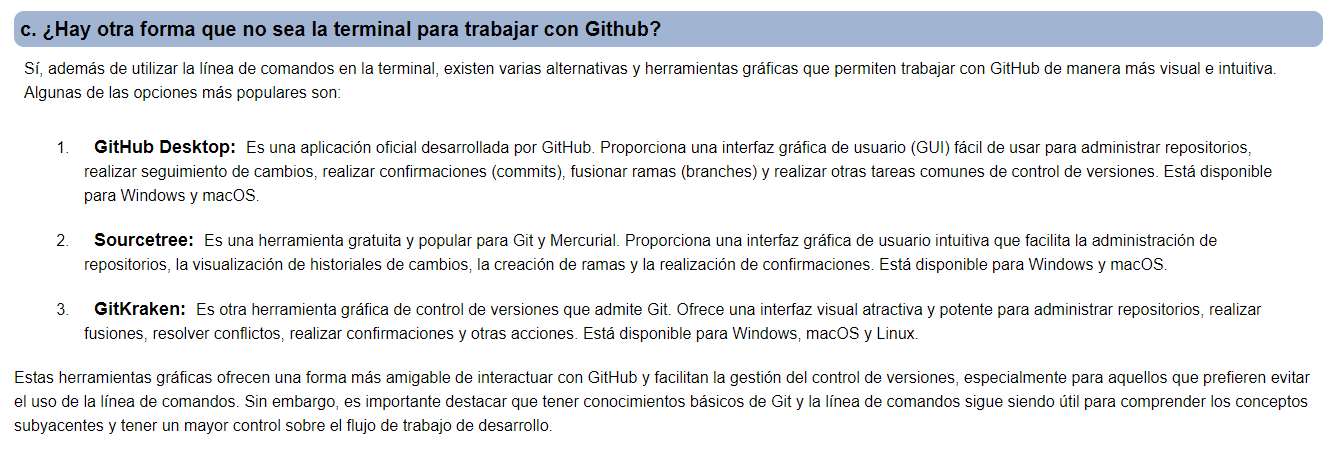 c. ¿Hay otra forma que no sea la terminal para trabajar con Github?
Sí, además de utilizar la línea de comandos en la terminal, existen varias alternativas y herramientas gráficas que permiten trabajar con GitHub de manera más visual e intuitiva.
Algunas de las opciones más populares son:
1. GitHub Desktop: Es una aplicación oficial desarrollada por GitHub. Proporciona una interfaz gráfica de usuario (GUI) fácil de usar para administrar repositorios,
realizar seguimiento de cambios, realizar confirmaciones (commits), fusionar ramas (branches) y realizar otras tareas comunes de control de versiones. Está disponible
para Windows y macOS.
2. Sourcetree: Es una herramienta gratuita y popular para Git y Mercurial. Proporciona una interfaz gráfica de usuario intuitiva que facilita la administración de
repositorios, la visualización de historiales de cambios, la creación de ramas y la realización de confirmaciones. Está disponible para Windows y macOS.
3. GitKraken: Es otra herramienta gráfica de control de versiones que admite Git. Ofrece una interfaz visual atractiva y potente para administrar repositorios, realizar
fusiones, resolver conflictos, realizar confirmaciones y otras acciones. Está disponible para Windows, macOS y Linux.
Estas herramientas gráficas ofrecen una forma más amigable de interactuar con GitHub y facilitan la gestión del control de versiones, especialmente para aquellos que prefieren evitar
el uso de la línea de comandos. Sin embargo, es importante destacar que tener conocimientos básicos de Git y la línea de comandos sigue siendo útil para comprender los conceptos
subyacentes y tener un mayor control sobre el flujo de trabajo de desarrollo.